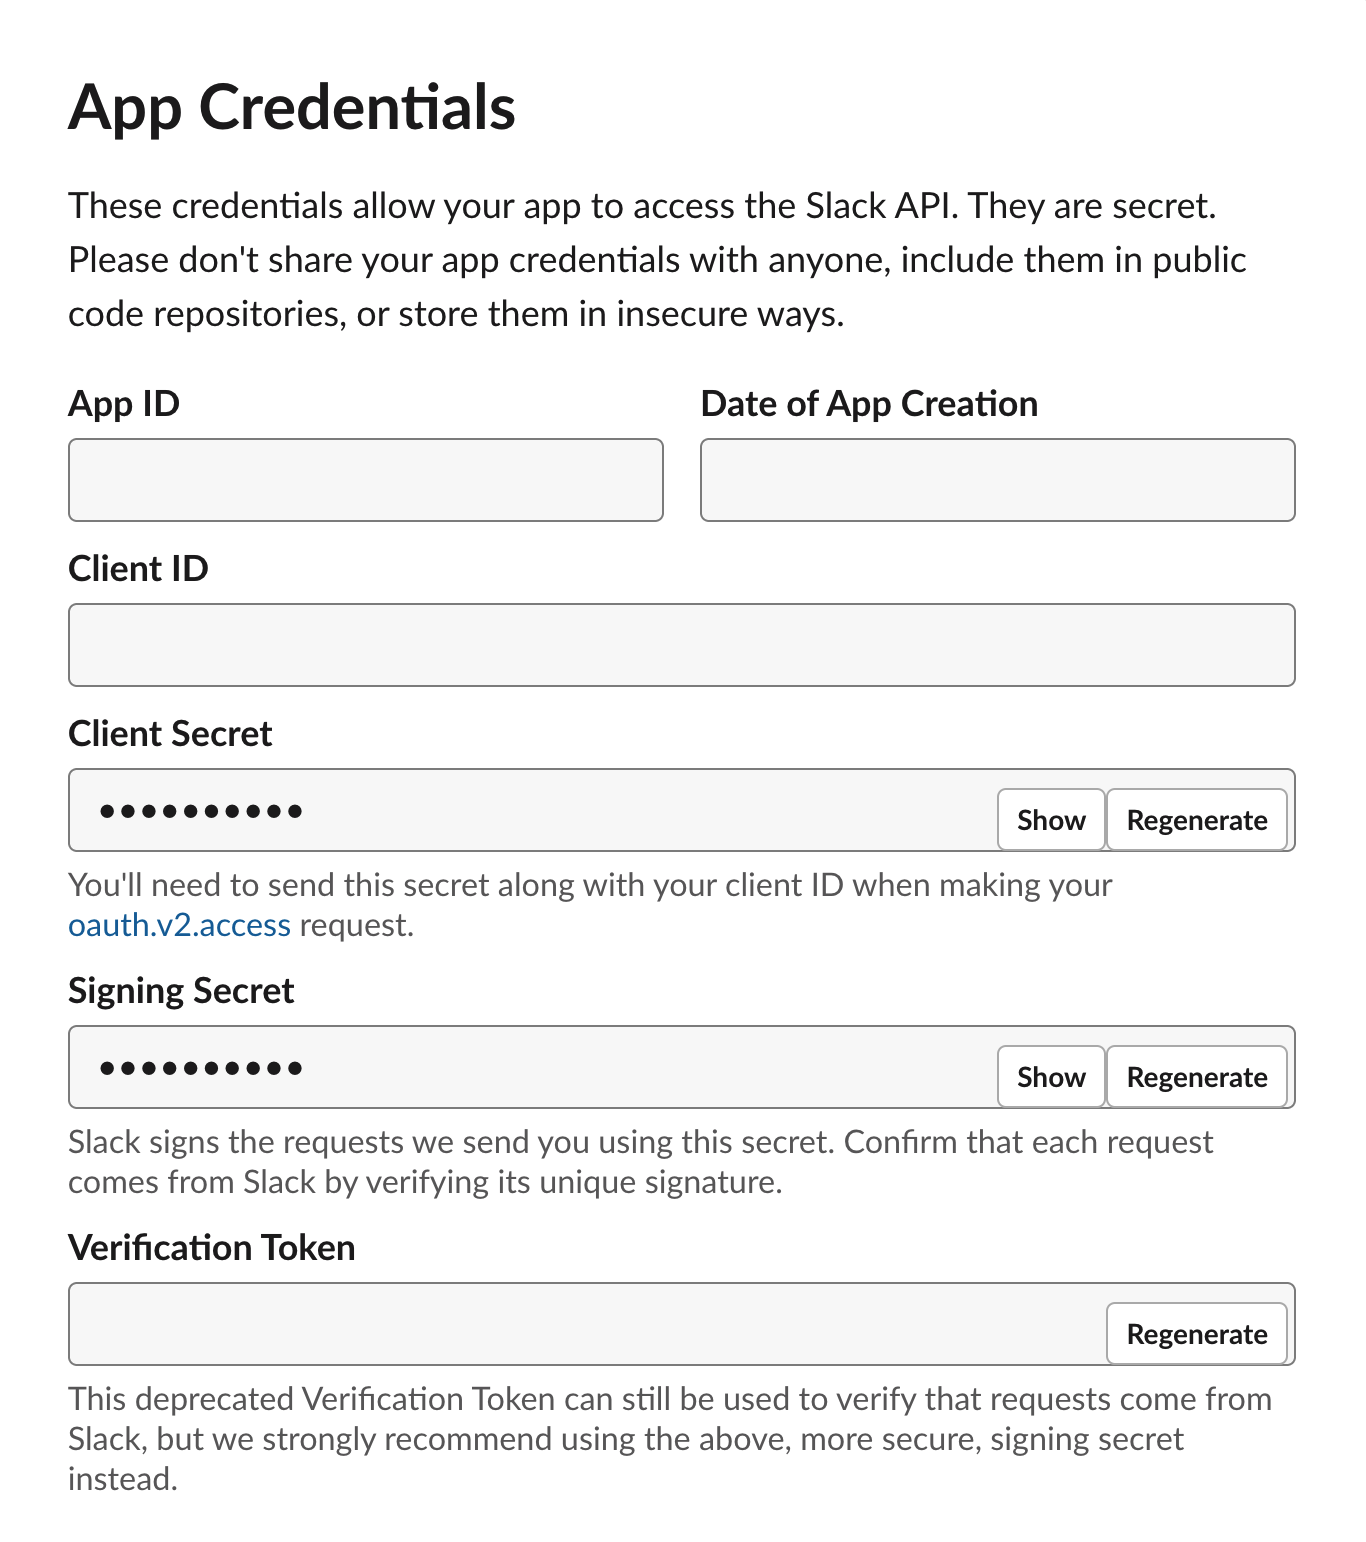 App Credentials
These credentials allow your app to access the Slack API. They are secret.
Please don't share your app credentials with anyone, include them in public
code repositories, or store them in insecure ways.
App ID
Date of App Creation
Client ID
Client Secret
••••••••••
Show
Regenerate
You'll need to send this secret along with your client ID when making your
oauth.v2.access request.
Signing Secret
••••••••••
Show
Regenerate
Slack signs the requests we send you using this secret. Confirm that each request
comes from Slack by verifying its unique signature.
Verification Token
Regenerate
This deprecated Verification Token can still be used to verify that requests come from
Slack, but we strongly recommend using the above, more secure, signing secret
instead.